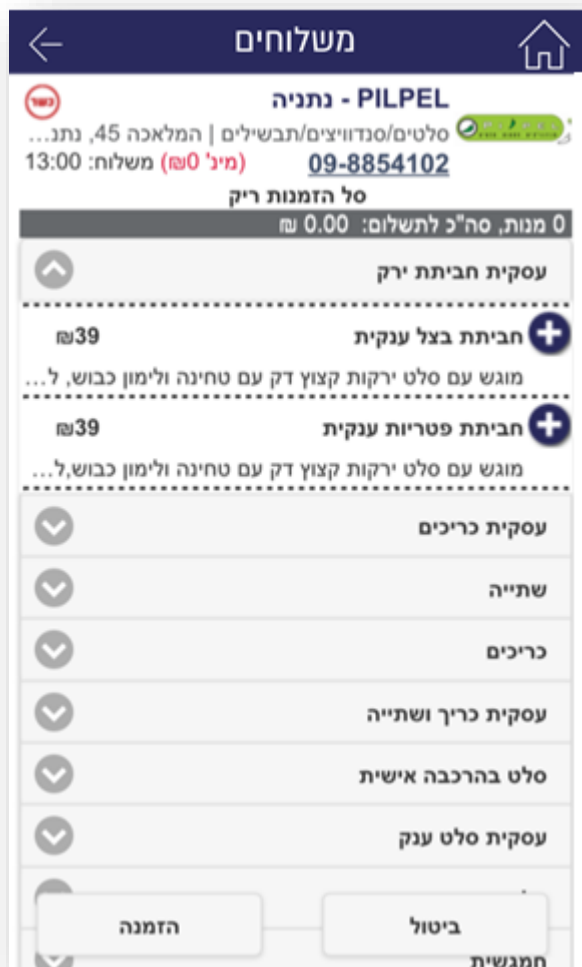 משלוחים
PILPEL - נתניה
כשר
סלטים/סנדוויצים/תבשילים | המלאכה 45, נתנ...
09-8854102 (מינ' 0₪) משלוח: 13:00
סל הזמנות ריק
0 מנות, סה"כ לתשלום: 0.00 ₪
עסקית חביתת ירק
חביתת בצל ענקית 39₪
מוגש עם סלט ירקות קצוץ דק עם טחינה ולימון כבוש, ל...
חביתת פטריות ענקית 39₪
מוגש עם סלט ירקות קצוץ דק עם טחינה ולימון כבוש,ל...
עסקית כריכים
שתייה
כריכים
עסקית כריך ושתייה
סלט בהרכבה אישית
עסקית סלט ענק
ביטול הזמנה
חמגשית